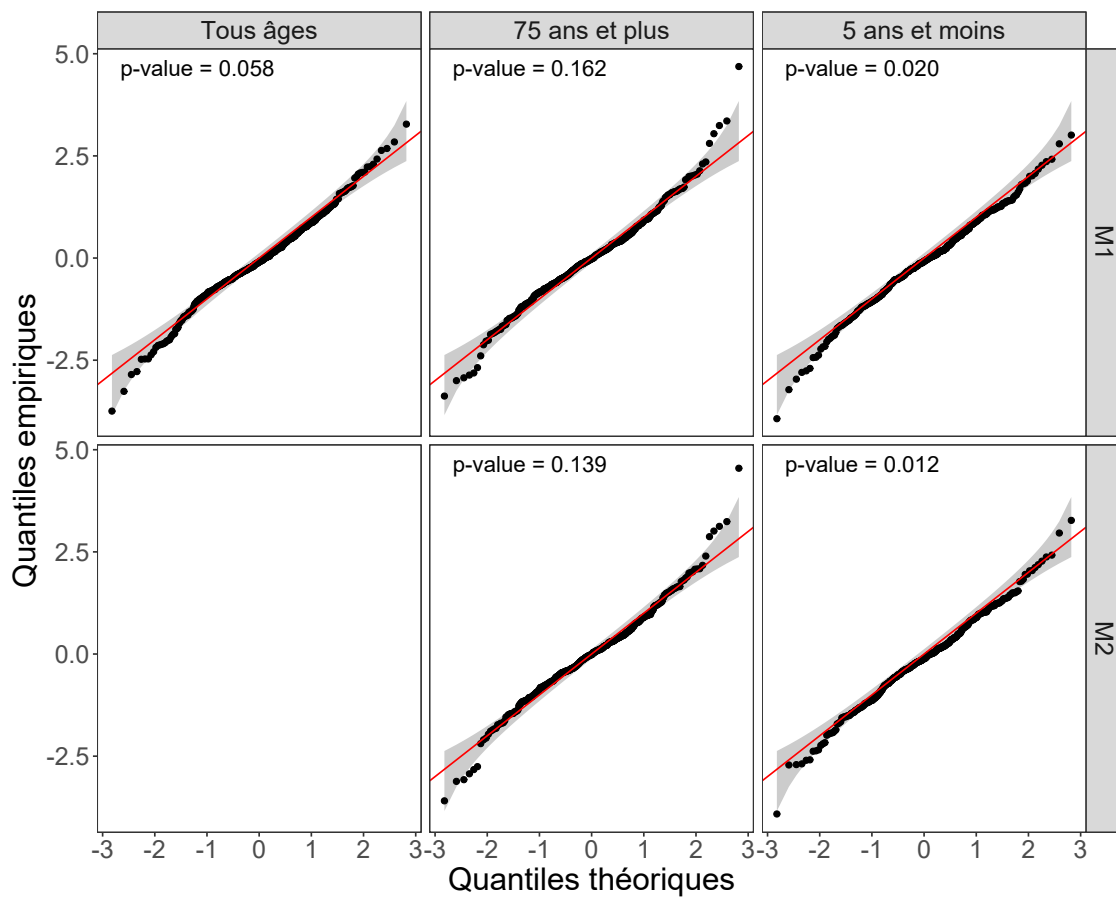 Tous âges
75 ans et plus
5 ans et moins
p-value = 0.058
p-value = 0.162
p-value = 0.020
M1
5.0
2.5
0.0
-2.5
Quantiles empiriques
p-value = 0.139
p-value = 0.012
M2
5.0
2.5
0.0
-2.5
-3 -2 -1 0 1 2 3
-3 -2 -1 0 1 2 3
-3 -2 -1 0 1 2 3
Quantiles théoriques